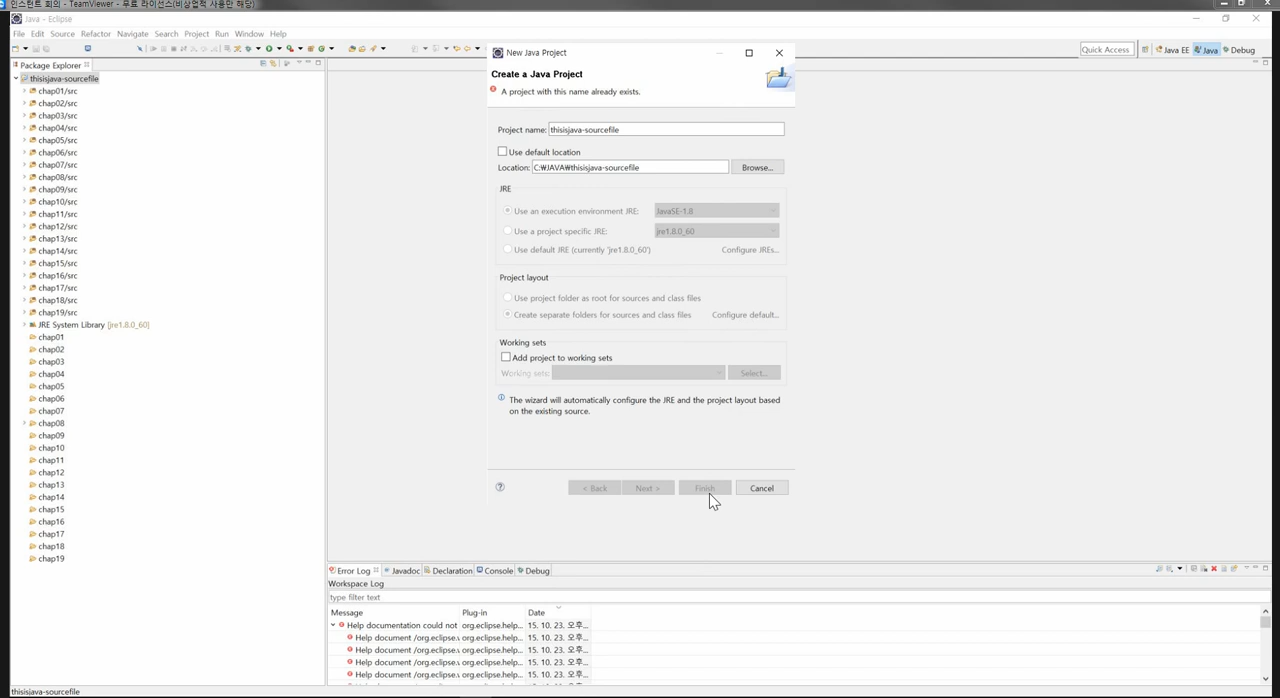 인스턴트 회의 - TeamViewer - 무료 라이선스(비상업적 사용만 해당)
Java - Eclipse
File Edit Source Refactor Navigate Search Project Run Window Help
Quick Access Java EE Java Debug
Package Explorer
thisisjava-sourcefile
chap01/src
chap02/src
chap03/src
chap04/src
chap05/src
chap06/src
chap07/src
chap08/src
chap09/src
chap10/src
chap11/src
chap12/src
chap13/src
chap14/src
chap15/src
chap16/src
chap17/src
chap18/src
chap19/src
JRE System Library [jre1.8.0_60]
chap01
chap02
chap03
chap04
chap05
chap06
chap07
chap08
chap09
chap10
chap11
chap12
chap13
chap14
chap15
chap16
chap17
chap18
chap19
New Java Project
Create a Java Project
A project with this name already exists.
Project name: thisisjava-sourcefile
Use default location
Location: C:₩JAVA₩thisisjava-sourcefile Browse...
JRE
Use an execution environment JRE: JavaSE-1.8
Use a project specific JRE: jre1.8.0_60
Use default JRE (currently 'jre1.8.0_60') Configure JREs...
Project layout
Use project folder as root for sources and class files
Create separate folders for sources and class files Configure default...
Working sets
Add project to working sets
Working sets: Select...
The wizard will automatically configure the JRE and the project layout based
on the existing source.
< Back Next > Finish Cancel
Error Log Javadoc Declaration Console Debug
Workspace Log
type filter text
Message Plug-in Date
Help documentation could not org.eclipse.help... 15. 10. 23. 오후...
Help document /org.eclipse.v org.eclipse.help... 15. 10. 23. 오후...
Help document /org.eclipse.v org.eclipse.help... 15. 10. 23. 오후...
Help document /org.eclipse.v org.eclipse.help... 15. 10. 23. 오후...
Help document /org.eclipse.v org.eclipse.help... 15. 10. 23. 오후...
thisisjava-sourcefile